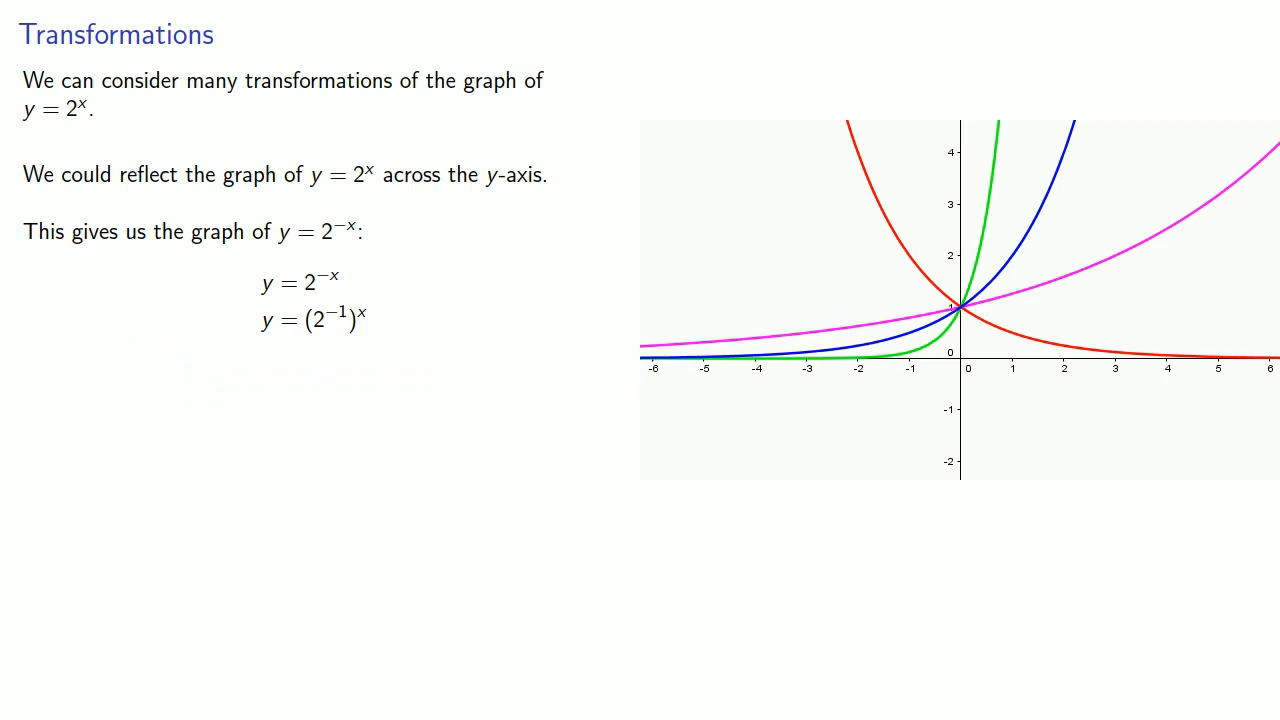 Transformations
We can consider many transformations of the graph of
y = 2ˣ.
We could reflect the graph of y = 2ˣ across the y-axis.
This gives us the graph of y = 2⁻ˣ:
y = 2⁻ˣ
y = (2⁻¹)ˣ
4
3
2
1
0
-6 -5 -4 -3 -2 -1 0 1 2 3 4 5 6
-1
-2